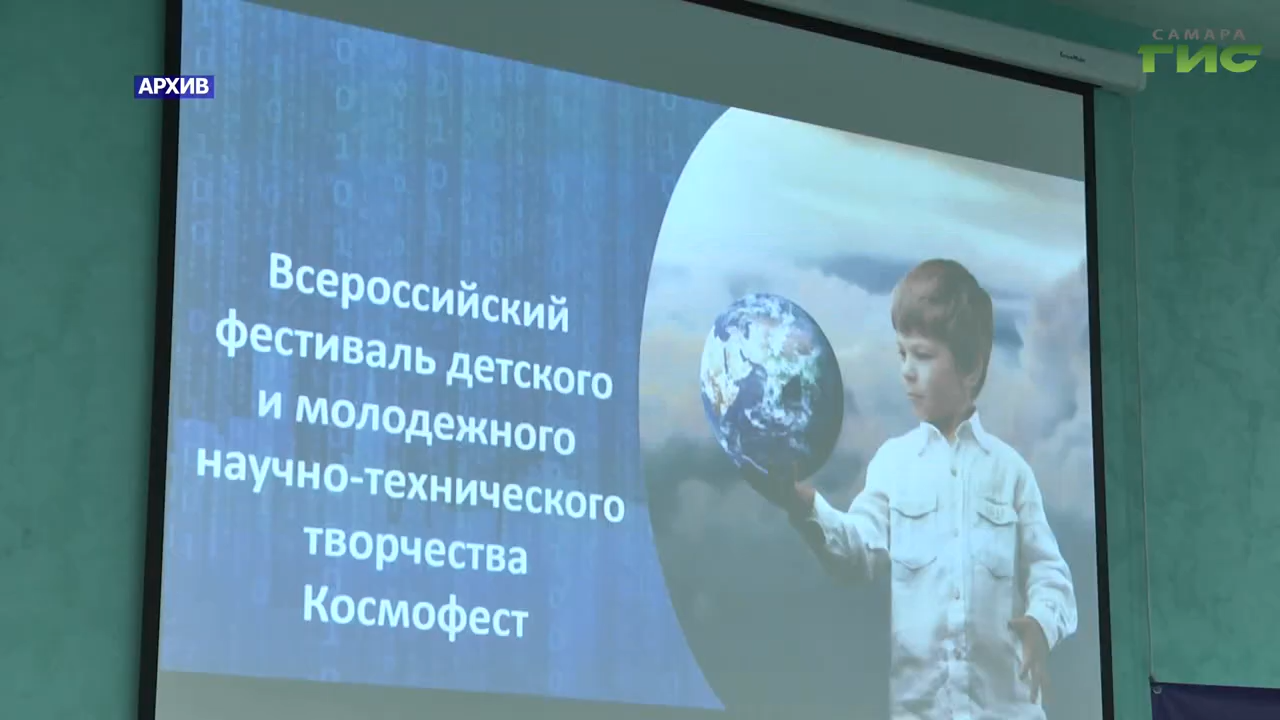 САМАРА
ГИС
АРХИВ
Всероссийский
фестиваль детского
и молодежного
научно-технического
творчества
Космофест